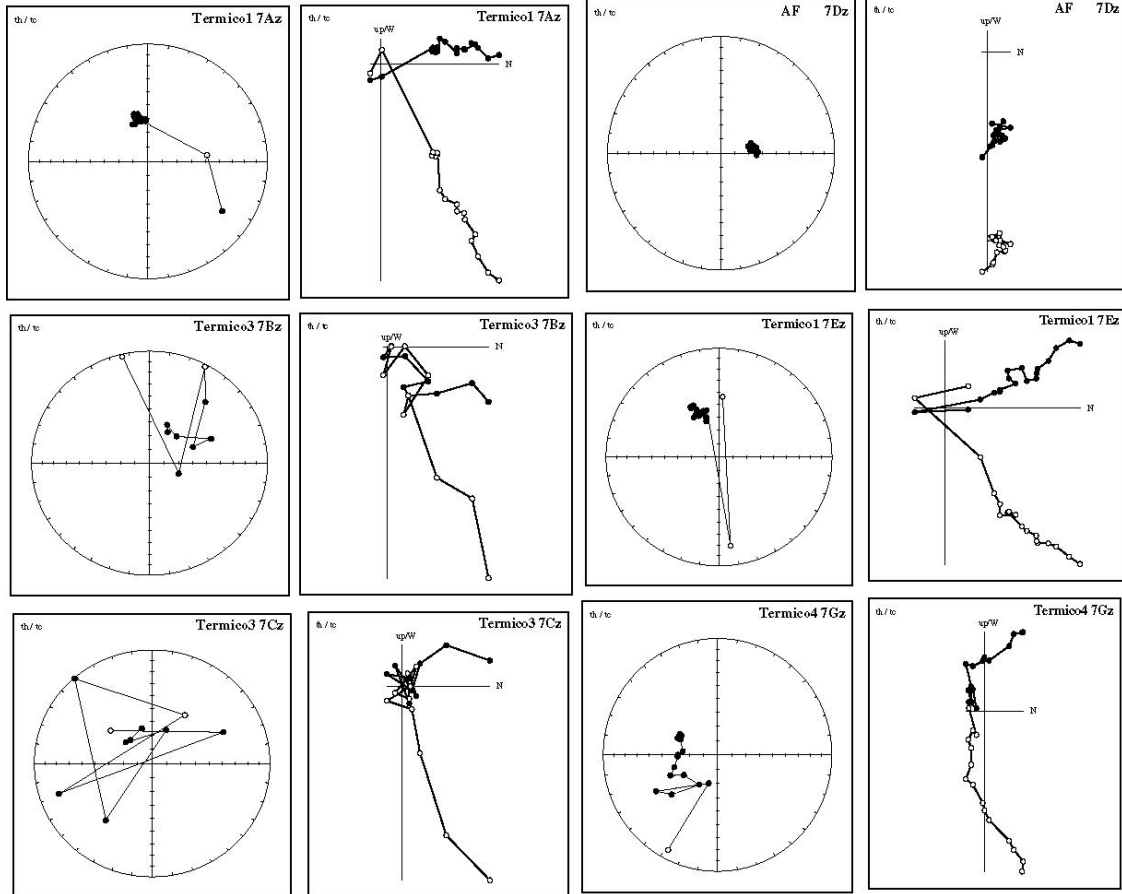 th / tc
Termico1 7Az
th / tc
Termico1 7Az
up/W
N
th / tc
AF 7Dz
th / tc
AF 7Dz
up/W
N
th / tc
Termico3 7Bz
th / tc
Termico3 7Bz
up/W
N
th / tc
Termico1 7Ez
th / tc
Termico1 7Ez
up/W
N
th / tc
Termico3 7Cz
th / tc
Termico3 7Cz
up/W
N
th / tc
Termico4 7Gz
th / tc
Termico4 7Gz
up/W
N